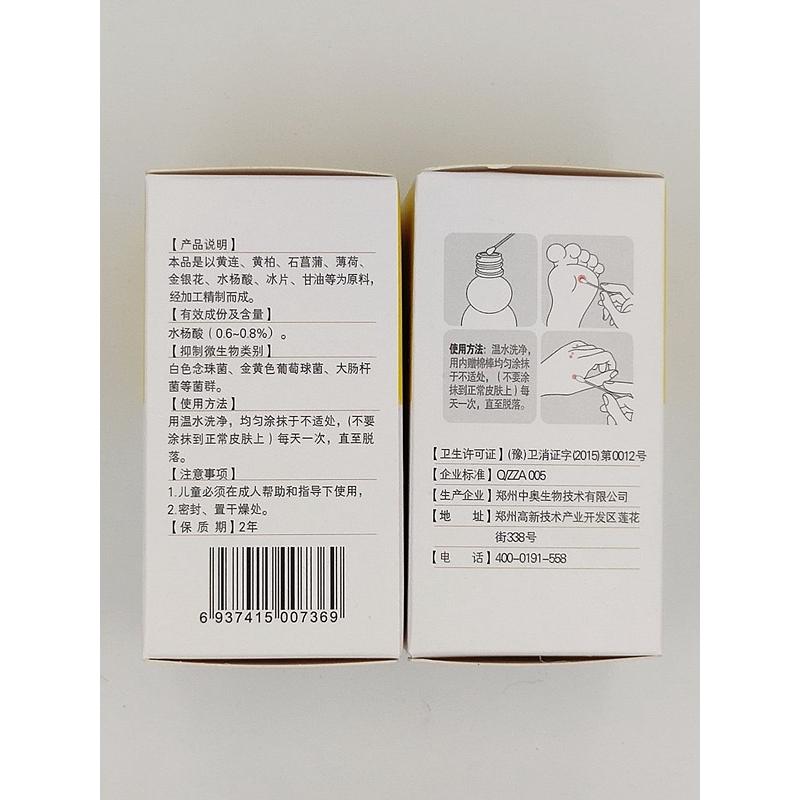 【产品说明】
本品是以黄连、黄柏、石菖蒲、薄荷、
金银花、水杨酸、冰片、甘油等为原料，
经加工精制而成。
【有效成份及含量】
水杨酸（0.6~0.8%）。
【抑制微生物类别】
白色念珠菌、金黄色葡萄球菌、大肠杆
菌等菌群。
【使用方法】
用温水洗净，均匀涂抹于不适处，(不要
涂抹到正常皮肤上）每天一次，直至脱
落。
【注意事项】
1.儿童必须在成人帮助和指导下使用，
2.密封、置干燥处。
【保 质 期】2年
6 937415 007369
使用方法：温水洗净，
用内赠棉棒均匀涂抹
于不适处，（不要涂
抹到正常皮肤上）每
天一次，直至脱落。
【卫生许可证】(豫)卫消证字(2015)第0012号
【企业标准】Q/ZZA 005
【生产企业】郑州中奥生物技术有限公司
【地 址】郑州高新技术产业开发区莲花
街338号
【电 话】400-0191-558